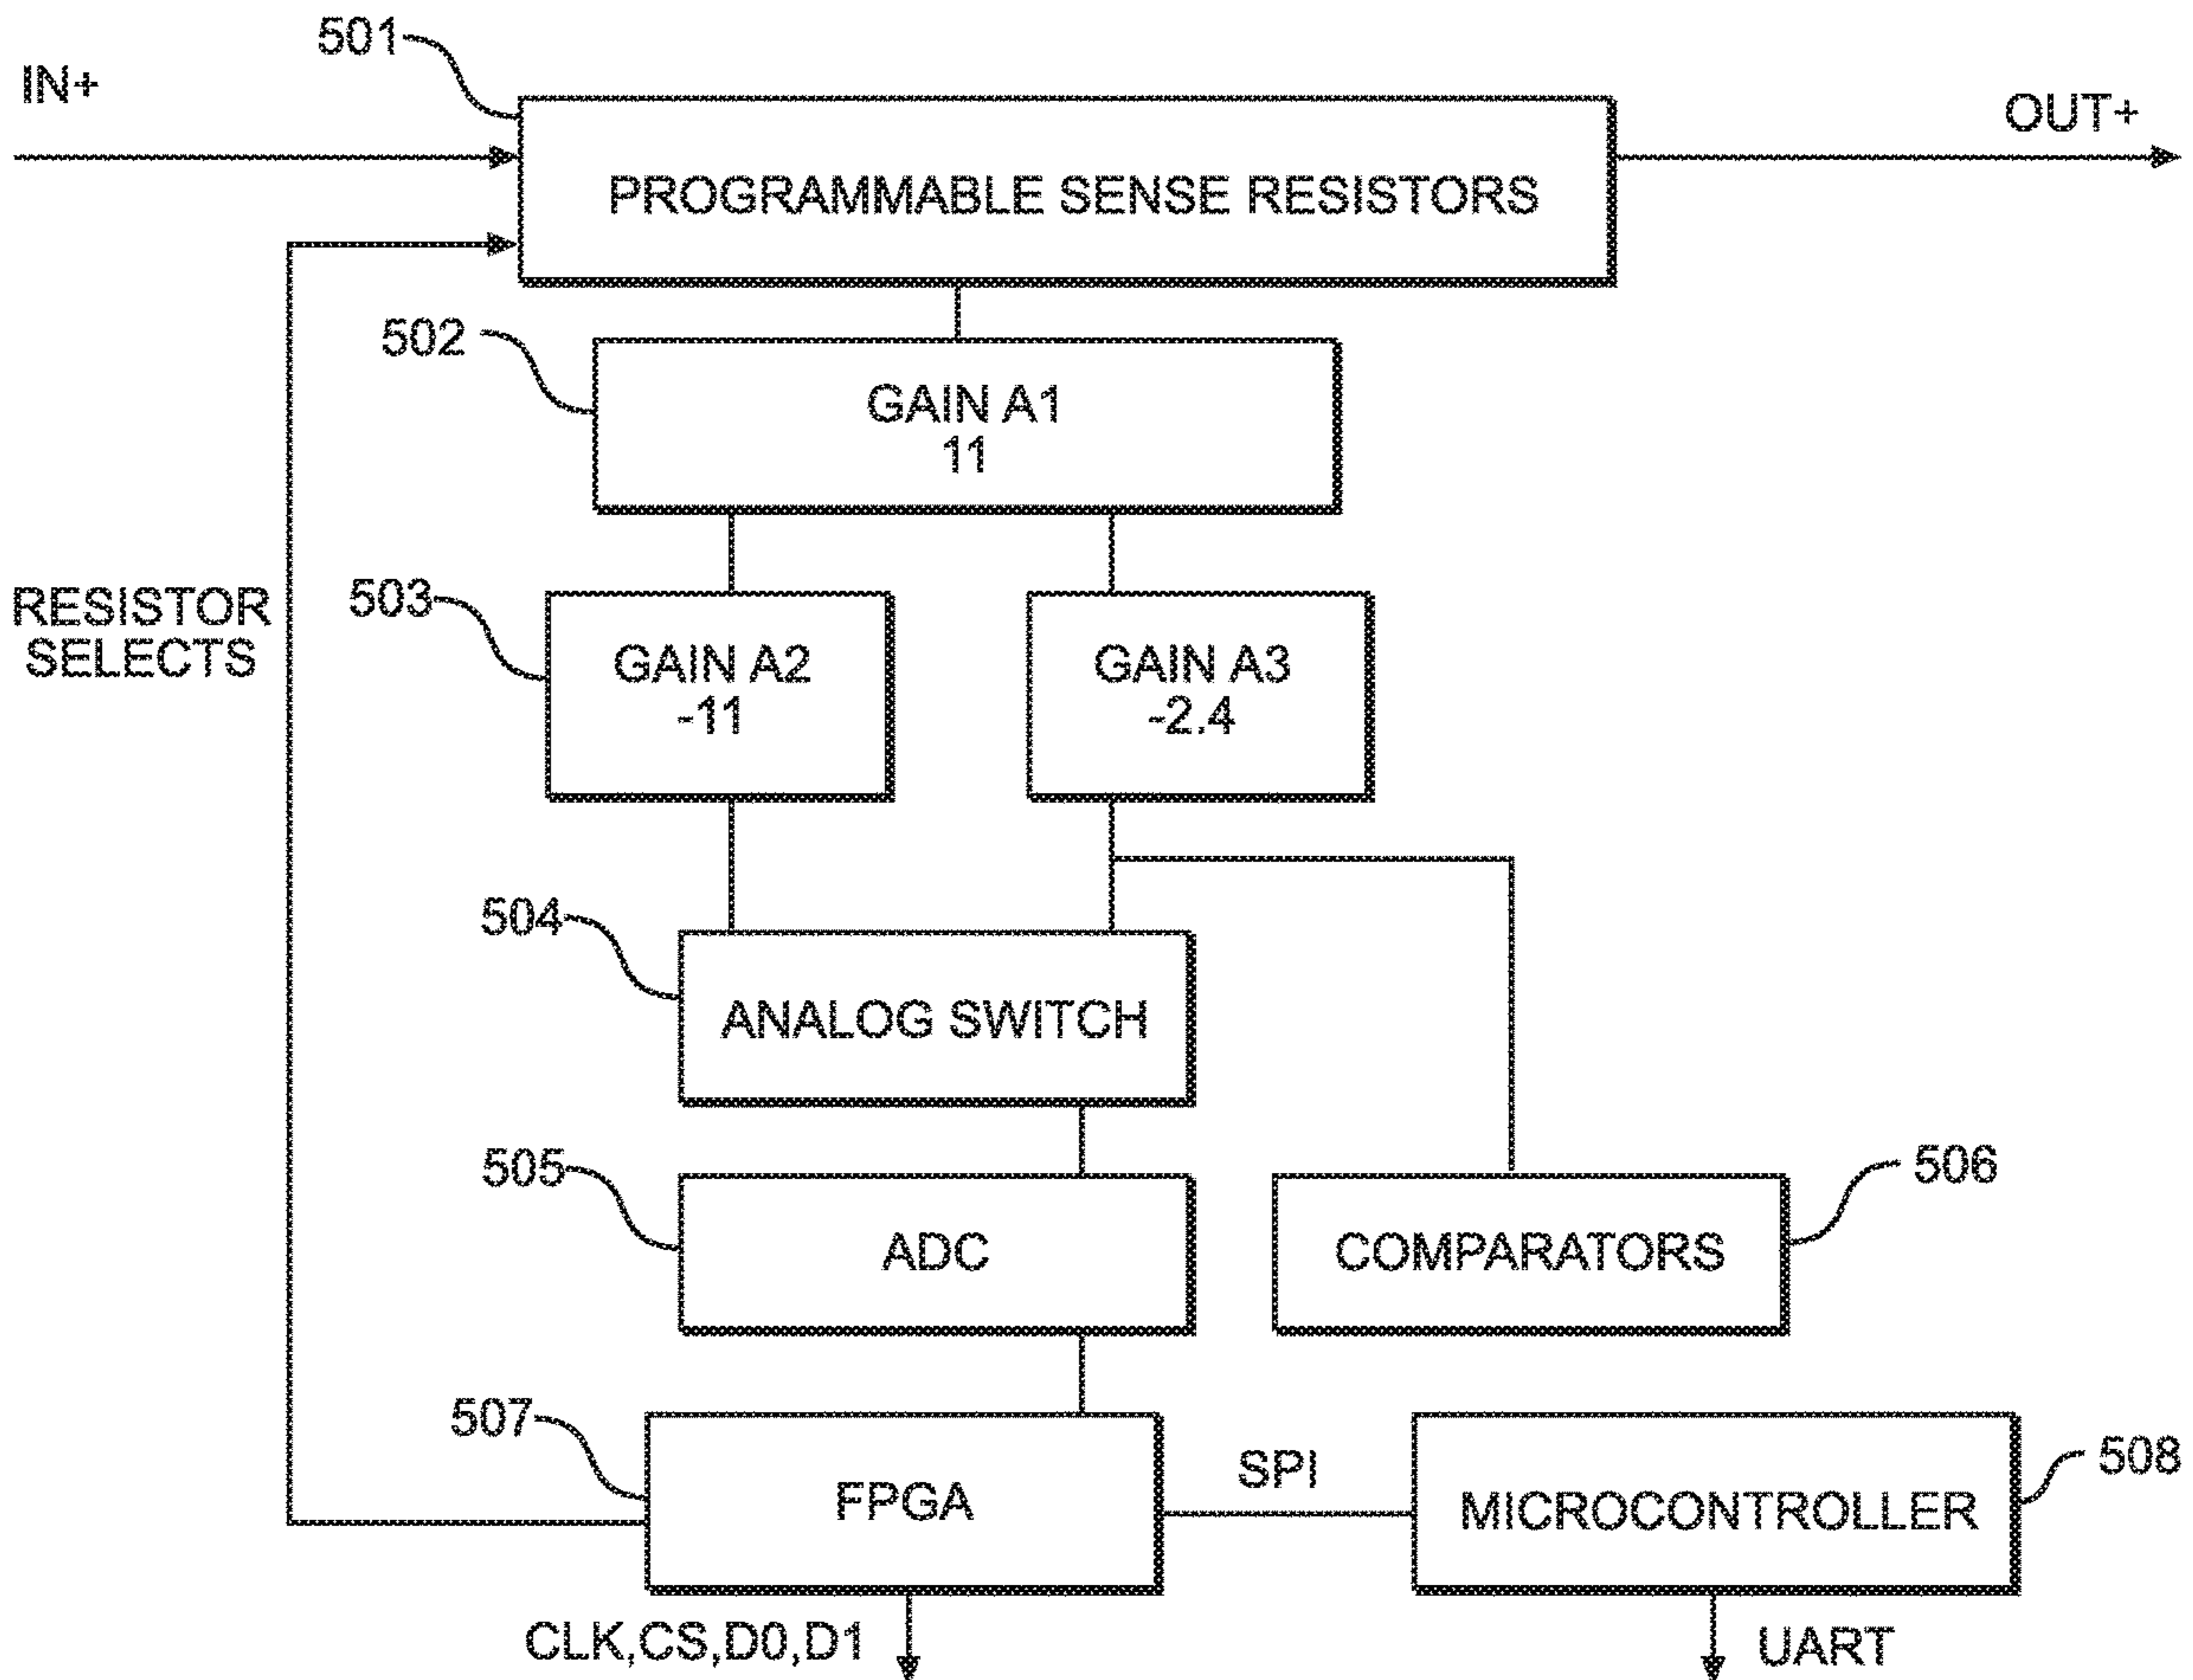 501
IN+
OUT+
PROGRAMMABLE SENSE RESISTORS
502
GAIN A1
11
RESISTOR
SELECTS
503
GAIN A2
-11
GAIN A3
-2.4
504
ANALOG SWITCH
505
ADC
506
COMPARATORS
507
FPGA
SPI
508
MICROCONTROLLER
CLK,CS,D0,D1
UART